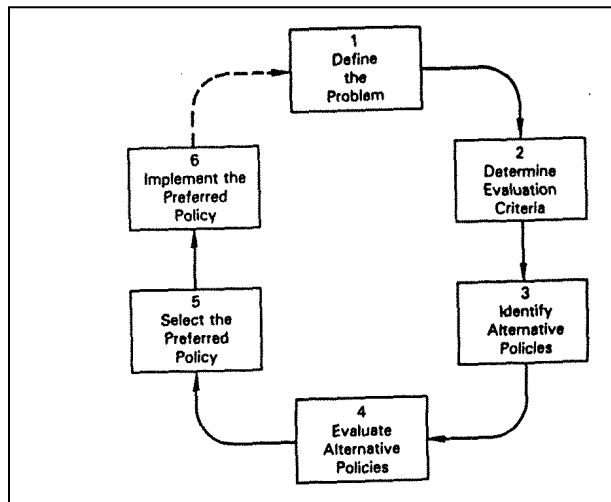 1
Define
the
Problem
2
Determine
Evaluation
Criteria
3
Identify
Alternative
Policies
4
Evaluate
Alternative
Policies
5
Select the
Preferred
Policy
6
Implement the
Preferred
Policy